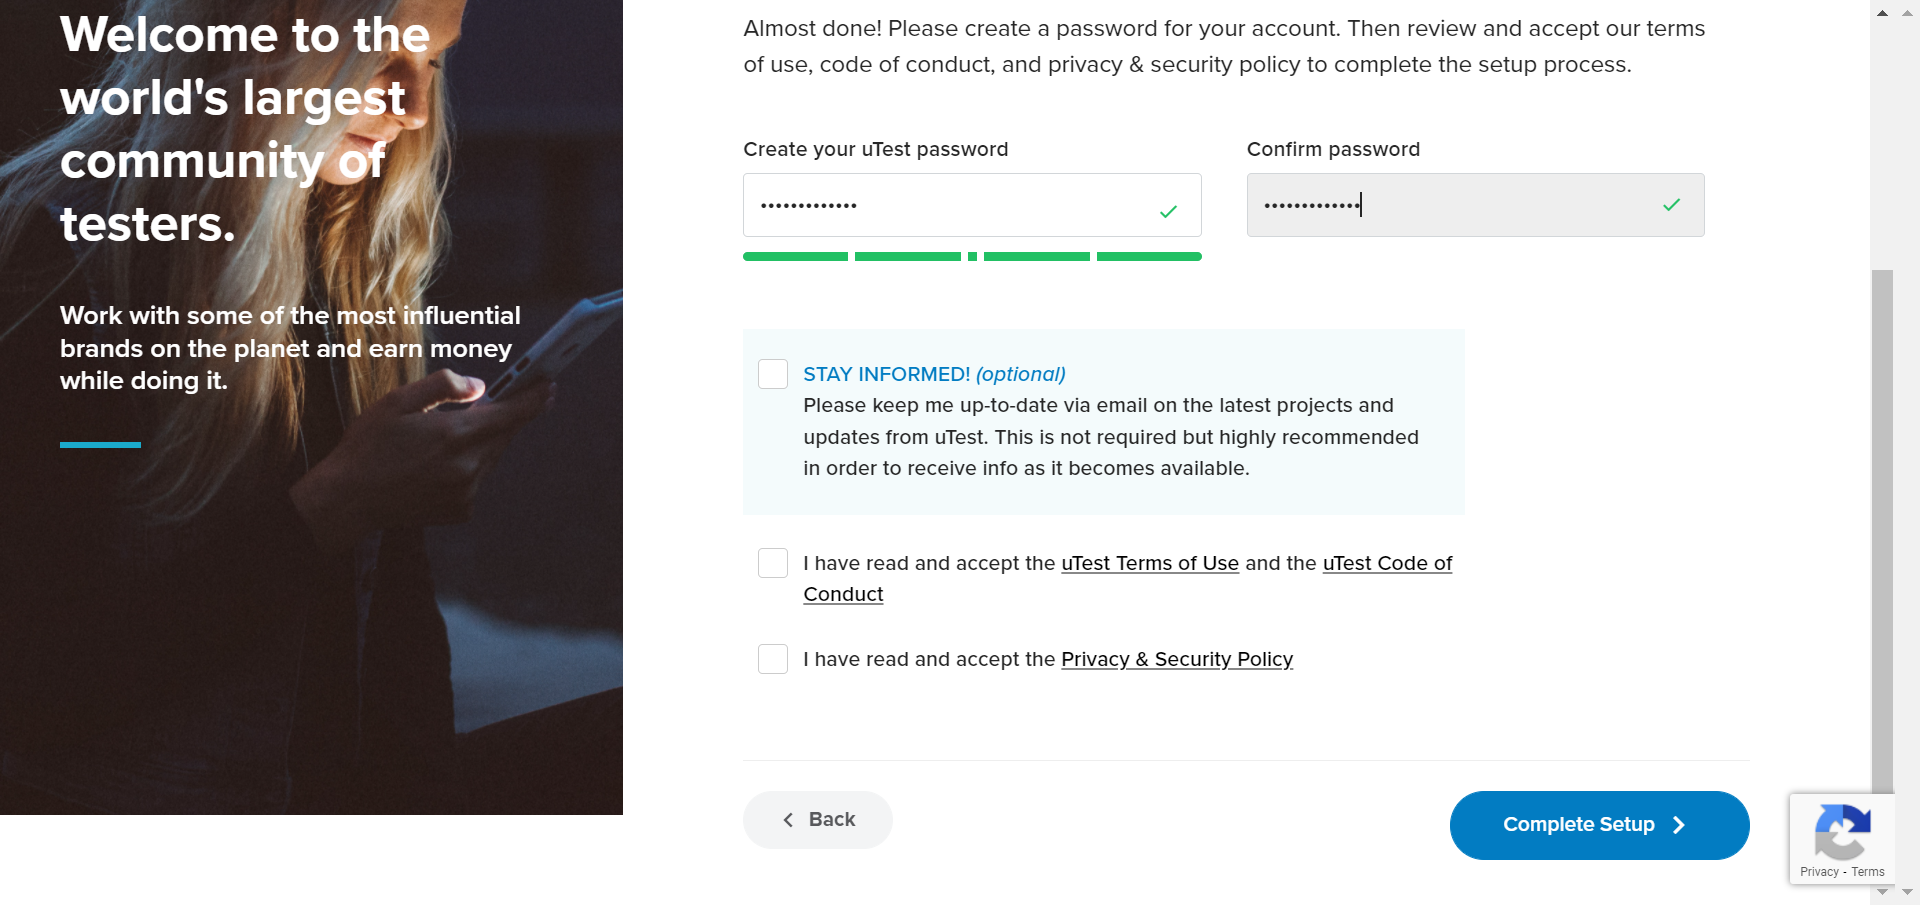 Welcome to the
world's largest
community of
testers.
Work with some of the most influential
brands on the planet and earn money
while doing it.
Almost done! Please create a password for your account. Then review and accept our terms
of use, code of conduct, and privacy & security policy to complete the setup process.
Create your uTest password
Confirm password
STAY INFORMED! (optional)
Please keep me up-to-date via email on the latest projects and
updates from uTest. This is not required but highly recommended
in order to receive info as it becomes available.
I have read and accept the uTest Terms of Use and the uTest Code of
Conduct
I have read and accept the Privacy & Security Policy
Back
Complete Setup
Privacy - Terms